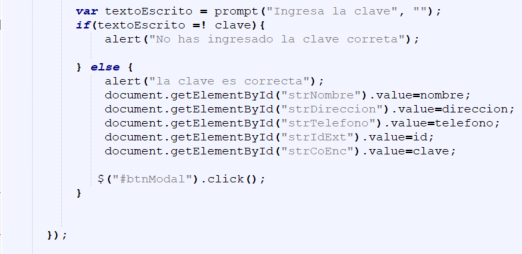 var textoEscrito = prompt("Ingresa la clave", "");
if(textoEscrito =! clave){
alert("No has ingresado la clave correta");
} else {
alert("la clave es correcta");
document.getElementById("strNombre").value=nombre;
document.getElementById("strDireccion").value=direccion;
document.getElementById("strTelefono").value=telefono;
document.getElementById("strIdExt").value=id;
document.getElementById("strCoEnc").value=clave;
$("#btnModal").click();
}
});